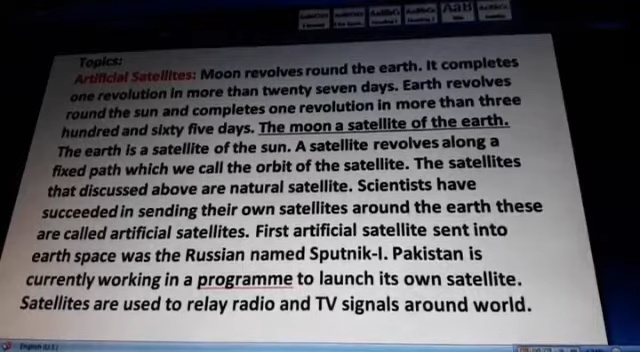 Topics:
Artificial Satellites: Moon revolves round the earth. It completes
one revolution in more than twenty seven days. Earth revolves
round the sun and completes one revolution in more than three
hundred and sixty five days. The moon a satellite of the earth.
The earth is a satellite of the sun. A satellite revolves along a
fixed path which we call the orbit of the satellite. The satellites
that discussed above are natural satellite. Scientists have
succeeded in sending their own satellites around the earth these
are called artificial satellites. First artificial satellite sent into
earth space was the Russian named Sputnik-I. Pakistan is
currently working in a programme to launch its own satellite.
Satellites are used to relay radio and TV signals around world.
English (U.S.)